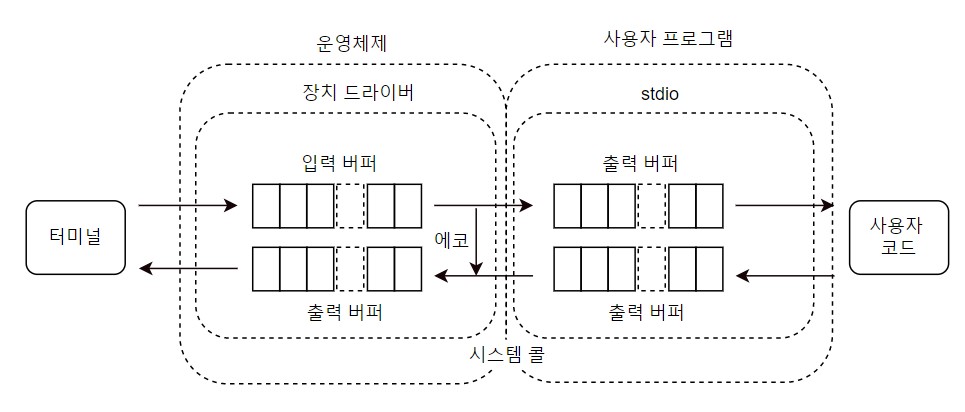 운영체제
사용자 프로그램
장치 드라이버
stdio
입력 버퍼
출력 버퍼
터미널
에코
사용자
코드
출력 버퍼
출력 버퍼
시스템 콜